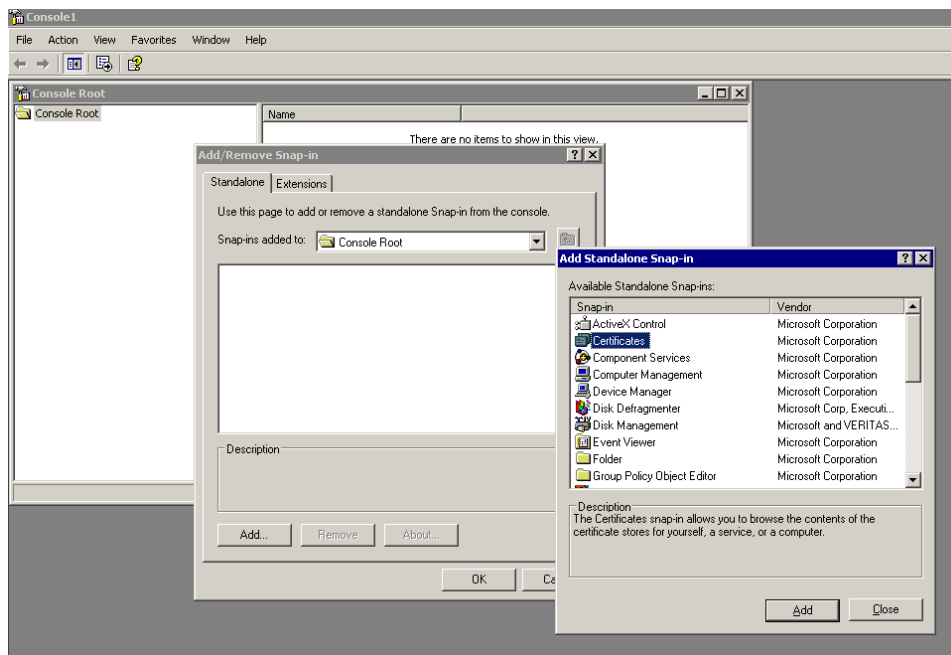 Console1
File Action View Favorites Window Help
Console Root
Console Root
Name
There are no items to show in this view.
Add/Remove Snap-in
Standalone Extensions
Use this page to add or remove a standalone Snap-in from the console.
Snap-ins added to: Console Root
Description
Add... Remove About...
OK Ca
Add Standalone Snap-in
Available Standalone Snap-ins:
Snap-in Vendor
ActiveX Control Microsoft Corporation
Certificates Microsoft Corporation
Component Services Microsoft Corporation
Computer Management Microsoft Corporation
Device Manager Microsoft Corporation
Disk Defragmenter Microsoft Corp, Executi...
Disk Management Microsoft and VERITAS...
Event Viewer Microsoft Corporation
Folder Microsoft Corporation
Group Policy Object Editor Microsoft Corporation
Description
The Certificates snap-in allows you to browse the contents of the
certificate stores for yourself, a service, or a computer.
Add Close